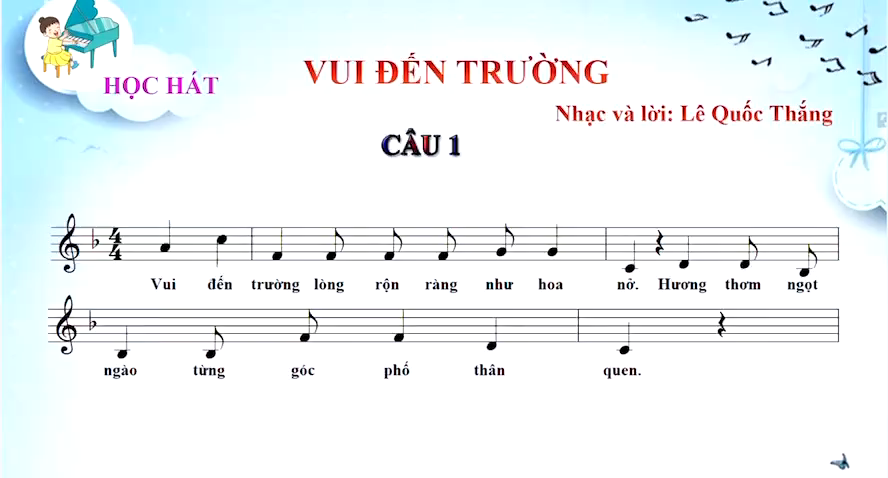 HỌC HÁT
VUI ĐẾN TRƯỜNG
Nhạc và lời: Lê Quốc Thắng
CÂU 1
Vui đến trường lòng rộn ràng như hoa nở. Hương thơm ngọt
ngào từng góc phố thân quen.